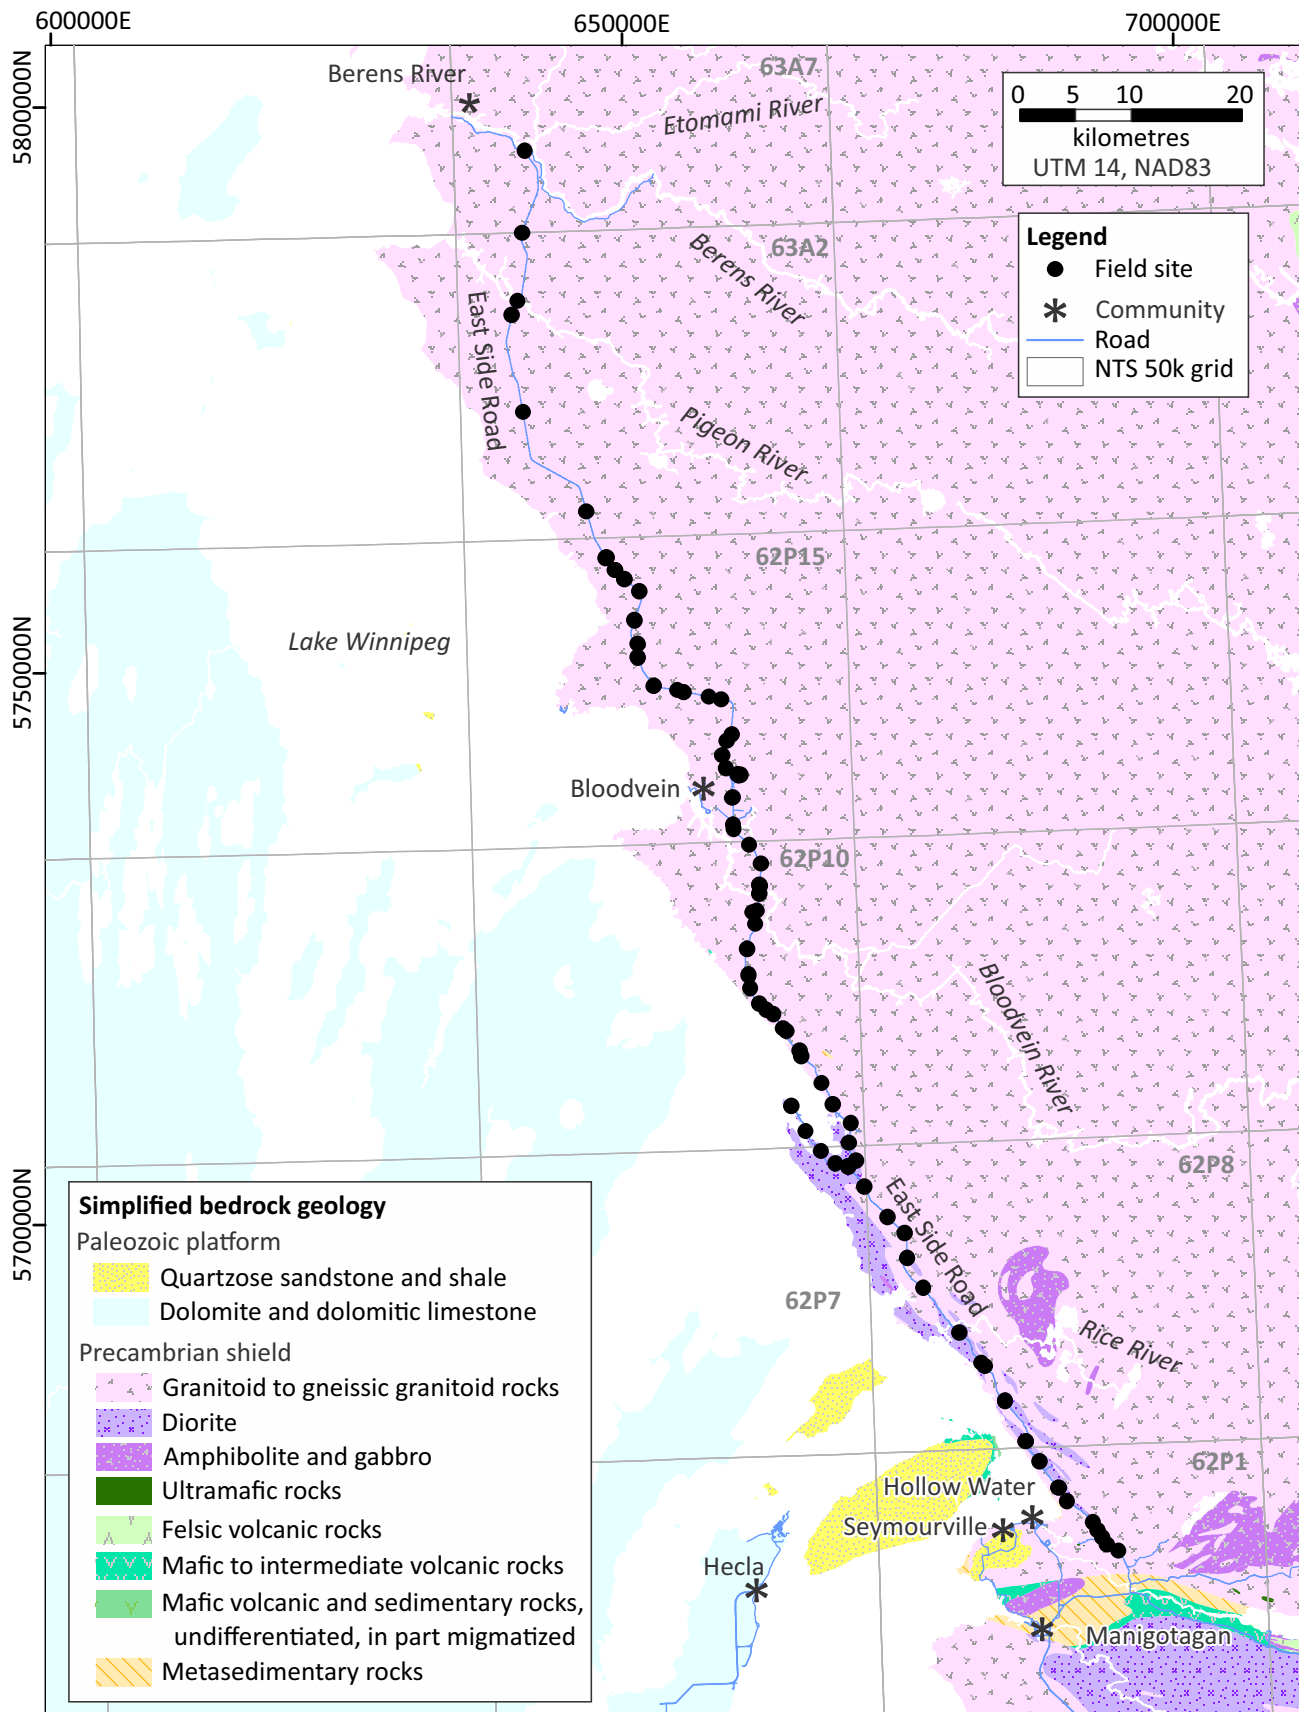 600000E 650000E 700000E
5800000N
5750000N
5700000N
Berens River
63A7
Etomami River
0 5 10 20
kilometres
UTM 14, NAD83
Legend
Field site
Community
Road
NTS 50k grid
63A2
Berens River
East Side Road
Pigeon River
62P15
Lake Winnipeg
Bloodvein
62P10
Bloodvein River
62P8
East Side Road
62P7
Rice River
62P1
Hollow Water
Seymourville
Hecla
Manigotagan
Simplified bedrock geology
Paleozoic platform
Quartzose sandstone and shale
Dolomite and dolomitic limestone
Precambrian shield
Granitoid to gneissic granitoid rocks
Diorite
Amphibolite and gabbro
Ultramafic rocks
Felsic volcanic rocks
Mafic to intermediate volcanic rocks
Mafic volcanic and sedimentary rocks,
undifferentiated, in part migmatized
Metasedimentary rocks